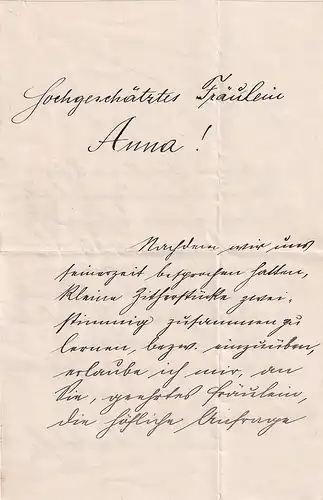 Hochgeschätztes Fräulein
Anna!
Nachdem wir uns
seinerzeit besprochen hatten,
kleine Zitherstücke zwei-
stimmig zusammen zu
lernen, bezw. einzuüben,
erlaube ich mir, an
Sie, geehrtes Fräulein,
die höfliche Anfrage